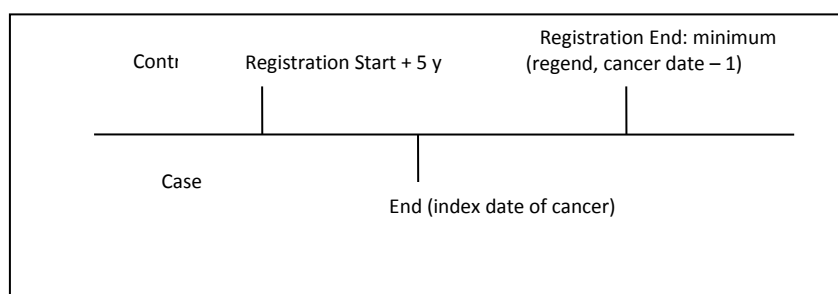 Registration End: minimum
Contr Registration Start + 5 y (regend, cancer date – 1)
Case
End (index date of cancer)